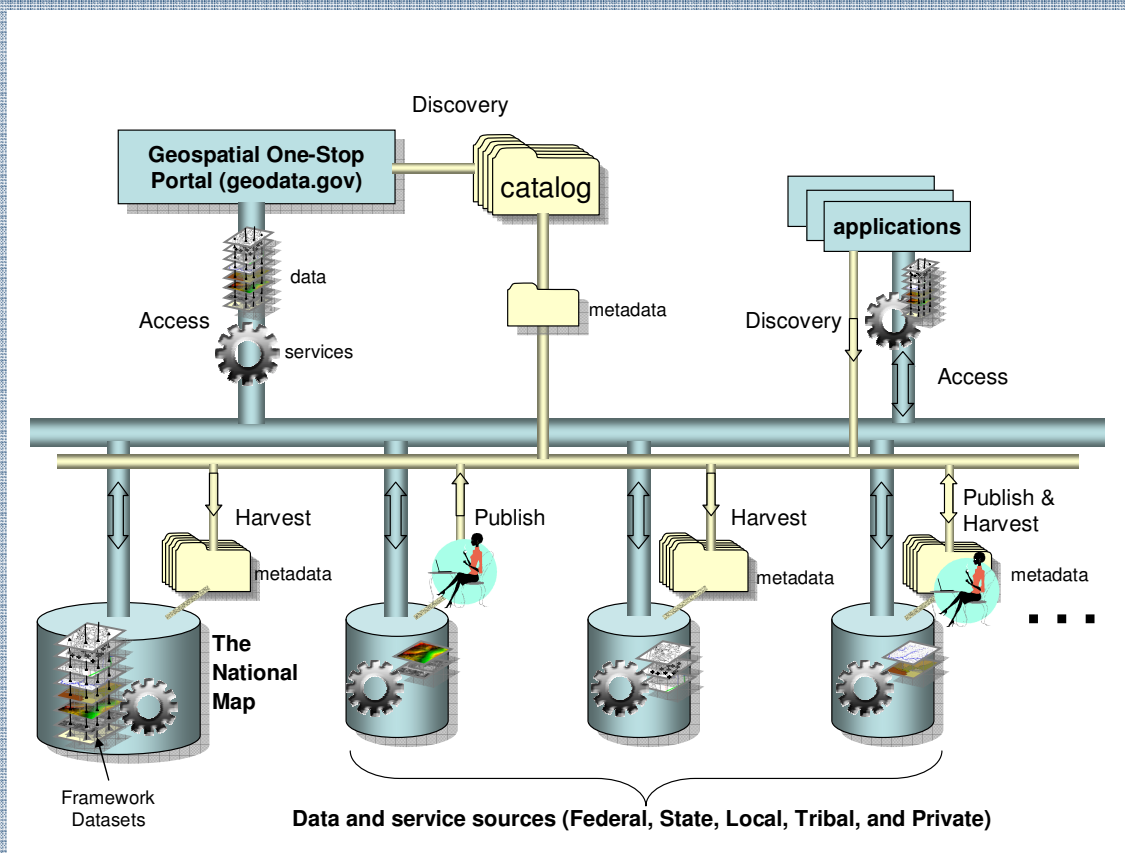 Discovery
Geospatial One-Stop
Portal (geodata.gov)
catalog
applications
data
metadata
Access
services
Discovery
Access
Harvest
Publish
Harvest
Publish &
Harvest
metadata
metadata
metadata
The
National
Map
. . .
Framework
Datasets
Data and service sources (Federal, State, Local, Tribal, and Private)